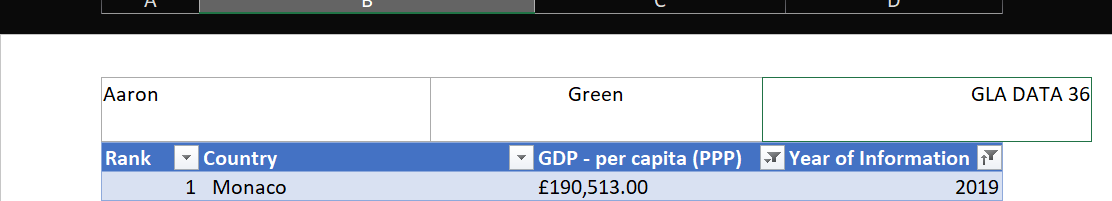 A B C D
Aaron Green GLA DATA 36
Rank Country GDP - per capita (PPP) Year of Information
1 Monaco £190,513.00 2019